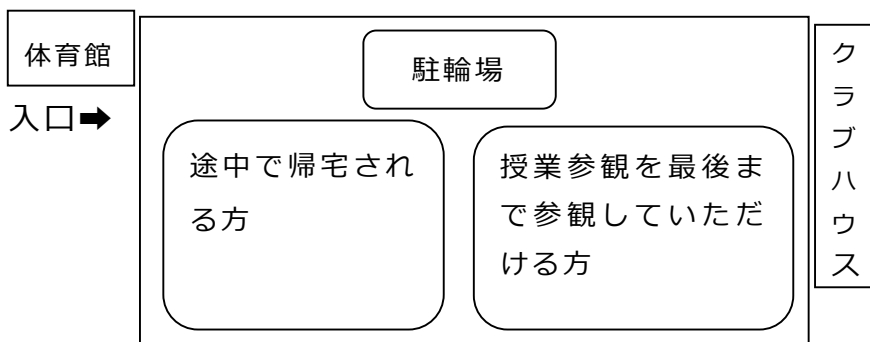 体育館
入口➡
駐輪場
途中で帰宅され
る方
授業参観を最後ま
で参観していただ
ける方
クラブハウス